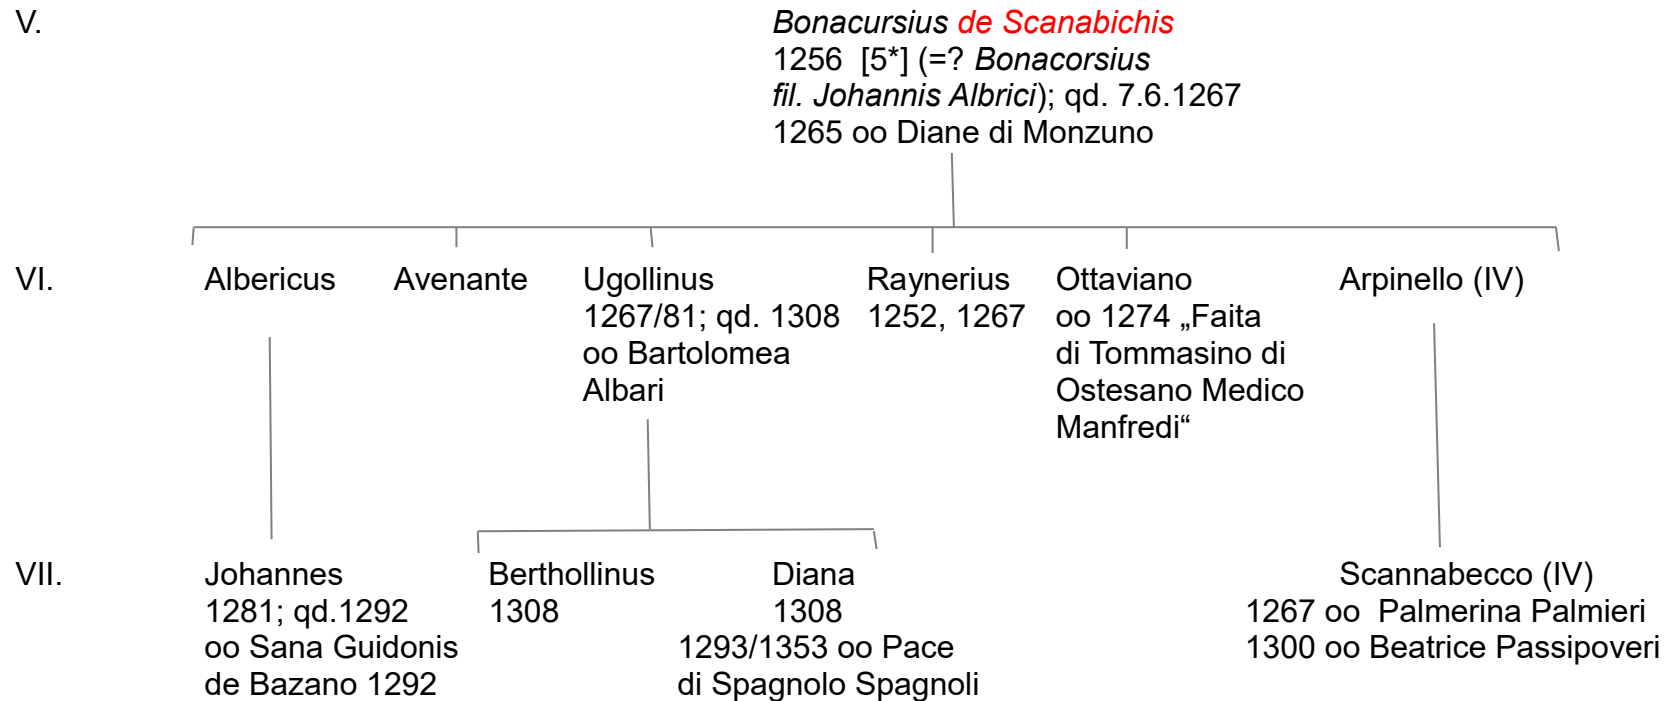 V. Bonacursius de Scanabichis
1256 [5*] (=? Bonacorsius
fil. Johannis Albrici); qd. 7.6.1267
1265 oo Diane di Monzuno
VI. Albericus Avenante Ugollinus Raynerius Ottaviano Arpinello (IV)
1267/81; qd. 1308 1252, 1267 oo 1274 „Faita
oo Bartolomea di Tommasino di
Albari Ostesano Medico
Manfredi“
VII. Johannes Berthollinus Diana Scannabecco (IV)
1281; qd.1292 1308 1308 1267 oo Palmerina Palmieri
oo Sana Guidonis 1293/1353 oo Pace 1300 oo Beatrice Passipoveri
de Bazano 1292 di Spagnolo Spagnoli